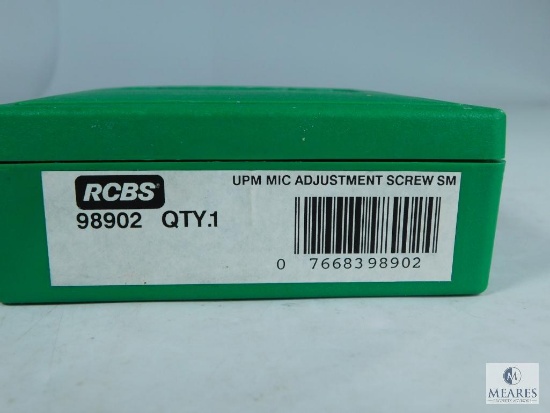 RCBS
UPM MIC ADJUSTMENT SCREW SM
98902 QTY.1
0 7668398902
MEARES